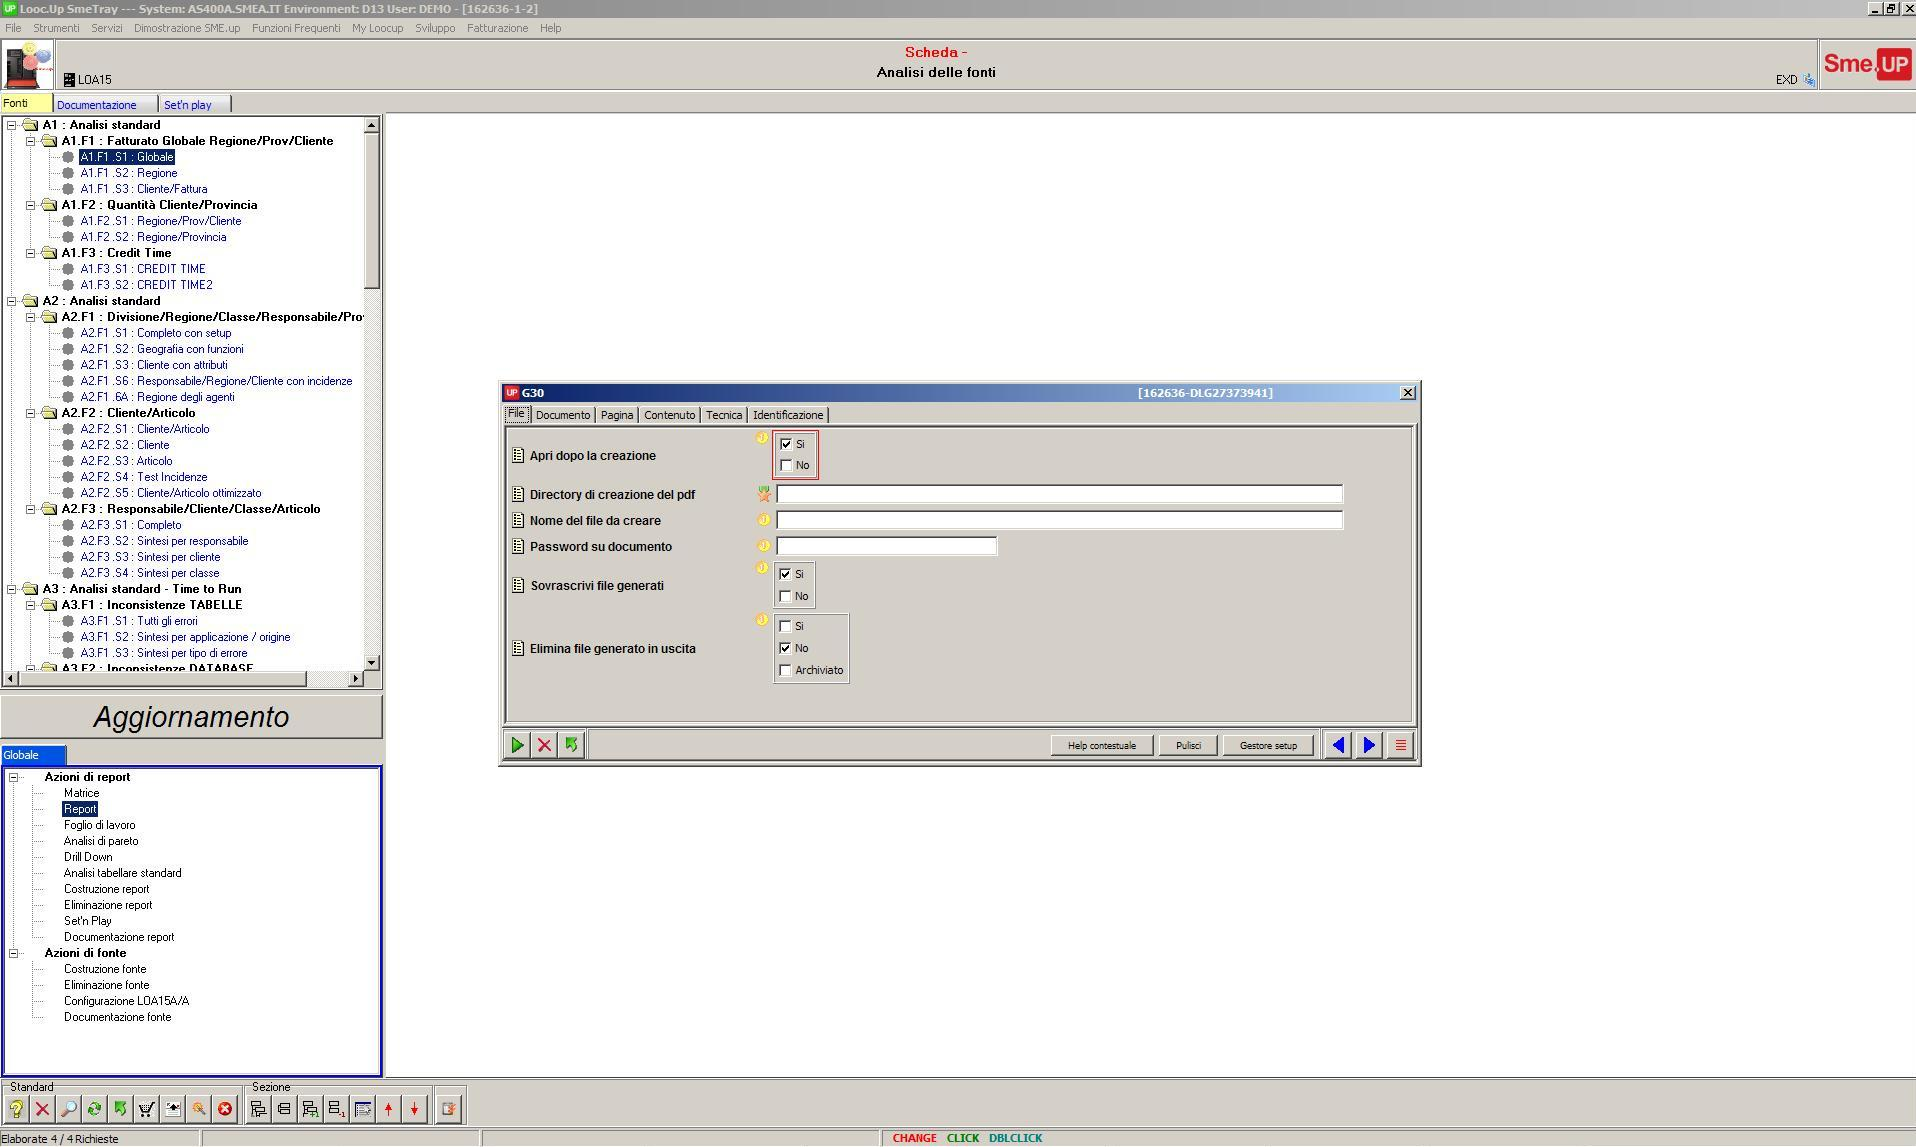 Looc.Up SmeTray --- System: AS400A.SMEA.IT Environment: D13 User: DEMO - [162636-1-2]
File Strumenti Servizi Dimostrazione SME.up Funzioni Frequenti My Loocup Sviluppo Fatturazione Help
Scheda -
Analisi delle fonti
LOA15
EXD
Sme.UP
Fonti Documentazione Set'n play
A1 : Analisi standard
A1.F1 : Fatturato Globale Regione/Prov/Cliente
A1.F1 .S1 : Globale
A1.F1 .S2 : Regione
A1.F1 .S3 : Cliente/Fattura
A1.F2 : Quantità Cliente/Provincia
A1.F2 .S1 : Regione/Prov/Cliente
A1.F2 .S2 : Regione/Provincia
A1.F3 : Credit Time
A1.F3 .S1 : CREDIT TIME
A1.F3 .S2 : CREDIT TIME2
A2 : Analisi standard
A2.F1 : Divisione/Regione/Classe/Responsabile/Pro
A2.F1 .S1 : Completo con setup
A2.F1 .S2 : Geografia con funzioni
A2.F1 .S3 : Cliente con attributi
A2.F1 .S6 : Responsabile/Regione/Cliente con incidenze
A2.F1 .6A : Regione degli agenti
A2.F2 : Cliente/Articolo
A2.F2 .S1 : Cliente/Articolo
A2.F2 .S2 : Cliente
A2.F2 .S3 : Articolo
A2.F2 .S4 : Test Incidenze
A2.F2 .S5 : Cliente/Articolo ottimizzato
A2.F3 : Responsabile/Cliente/Classe/Articolo
A2.F3 .S1 : Completo
A2.F3 .S2 : Sintesi per responsabile
A2.F3 .S3 : Sintesi per cliente
A2.F3 .S4 : Sintesi per classe
A3 : Analisi standard - Time to Run
A3.F1 : Inconsistenze TABELLE
A3.F1 .S1 : Tutti gli errori
A3.F1 .S2 : Sintesi per applicazione / origine
A3.F1 .S3 : Sintesi per tipo di errore
A3.F2 : Inconsistenze DATABASE
Aggiornamento
Globale
Azioni di report
Matrice
Report
Foglio di lavoro
Analisi di pareto
Drill Down
Analisi tabellare standard
Costruzione report
Eliminazione report
Set'n Play
Documentazione report
Azioni di fonte
Costruzione fonte
Eliminazione fonte
Configurazione LOA15A/A
Documentazione fonte
UP G30 [162636-DLG27373941]
File Documento Pagina Contenuto Tecnica Identificazione
Apri dopo la creazione
Si
No
Directory di creazione del pdf
Nome del file da creare
Password su documento
Sovrascrivi file generati
Si
No
Elimina file generato in uscita
Si
No
Archiviato
Help contestuale Pulisci Gestore setup
Standard Sezione
Elaborate 4 / 4 Richieste
CHANGE CLICK DBLCLICK